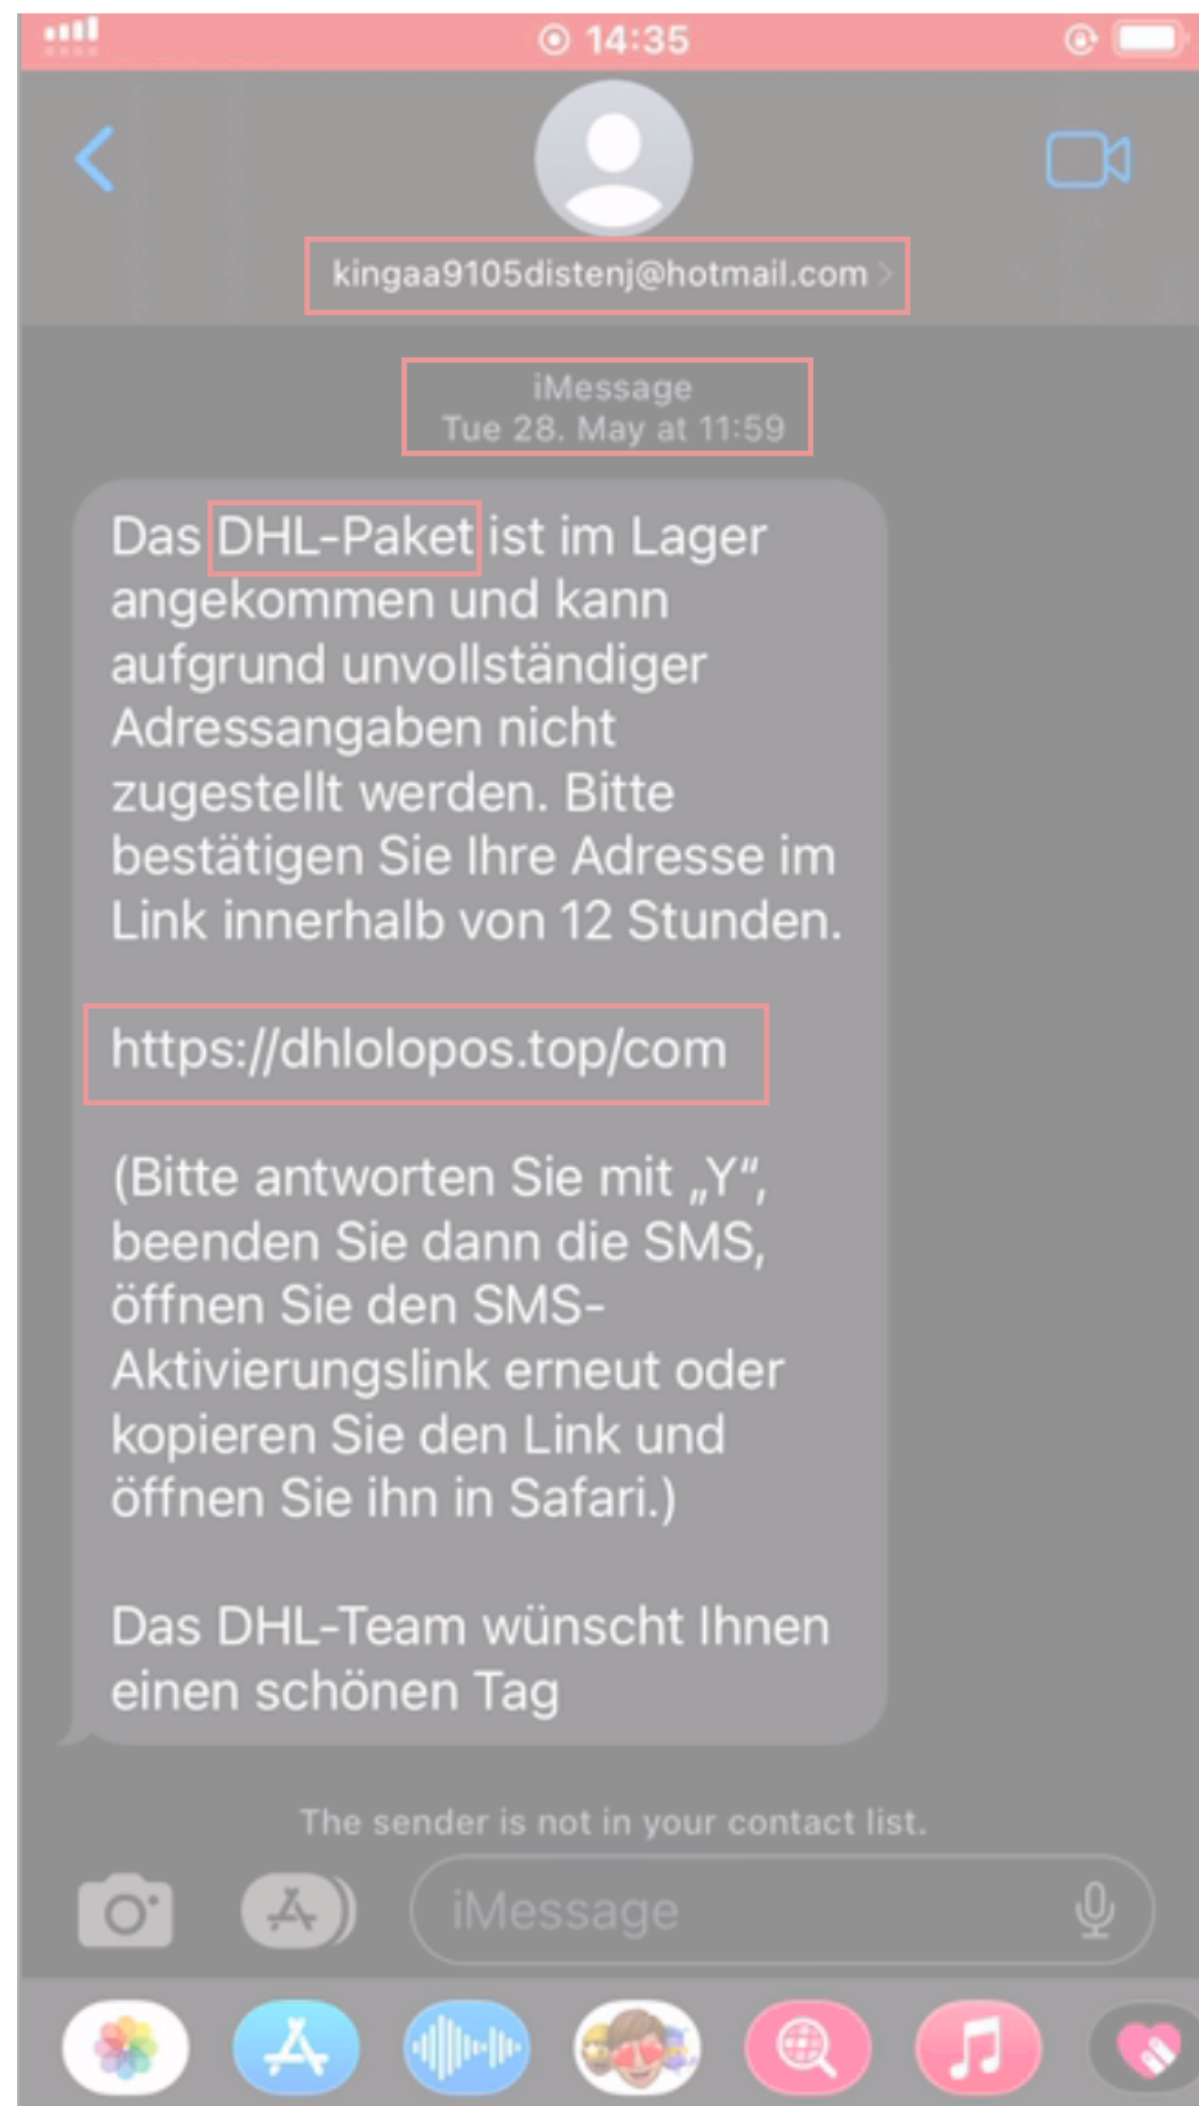 14:35
kingaa9105distenj@hotmail.com
iMessage
Tue 28. May at 11:59
Das DHL-Paket ist im Lager
angekommen und kann
aufgrund unvollständiger
Adressangaben nicht
zugestellt werden. Bitte
bestätigen Sie Ihre Adresse im
Link innerhalb von 12 Stunden.
https://dhlolopos.top/com
(Bitte antworten Sie mit „Y“,
beenden Sie dann die SMS,
öffnen Sie den SMS-
Aktivierungslink erneut oder
kopieren Sie den Link und
öffnen Sie ihn in Safari.)
Das DHL-Team wünscht Ihnen
einen schönen Tag
The sender is not in your contact list.
iMessage